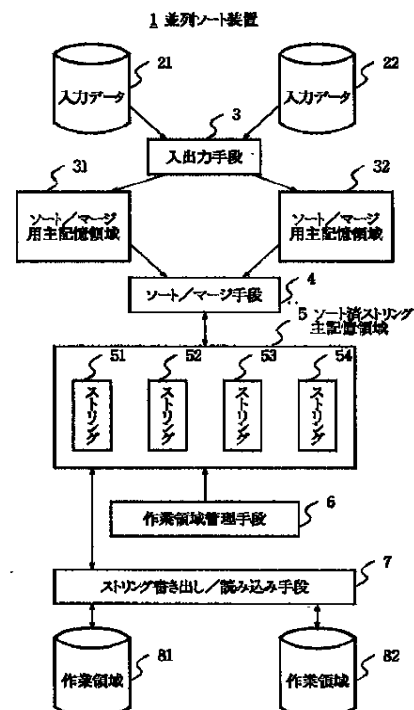 1 並列ソート装置
21
22
入力データ
入力データ
3
入出力手段
31
32
ソート／マージ
用主記憶領域
ソート／マージ
用主記憶領域
4
ソート／マージ手段
5 ソート済ストリング
主記憶領域
51
52
53
54
ストリング
ストリング
ストリング
ストリング
6
作業領域管理手段
7
ストリング書き出し／読み込み手段
81
82
作業領域
作業領域